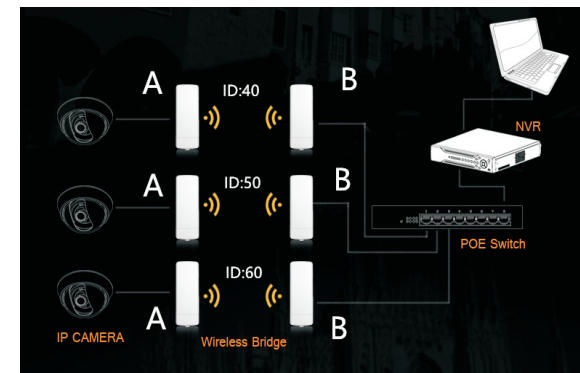 A
ID:40
B
NVR
A
ID:50
B
POE Switch
ID:60
A
B
IP CAMERA
Wireless Bridge